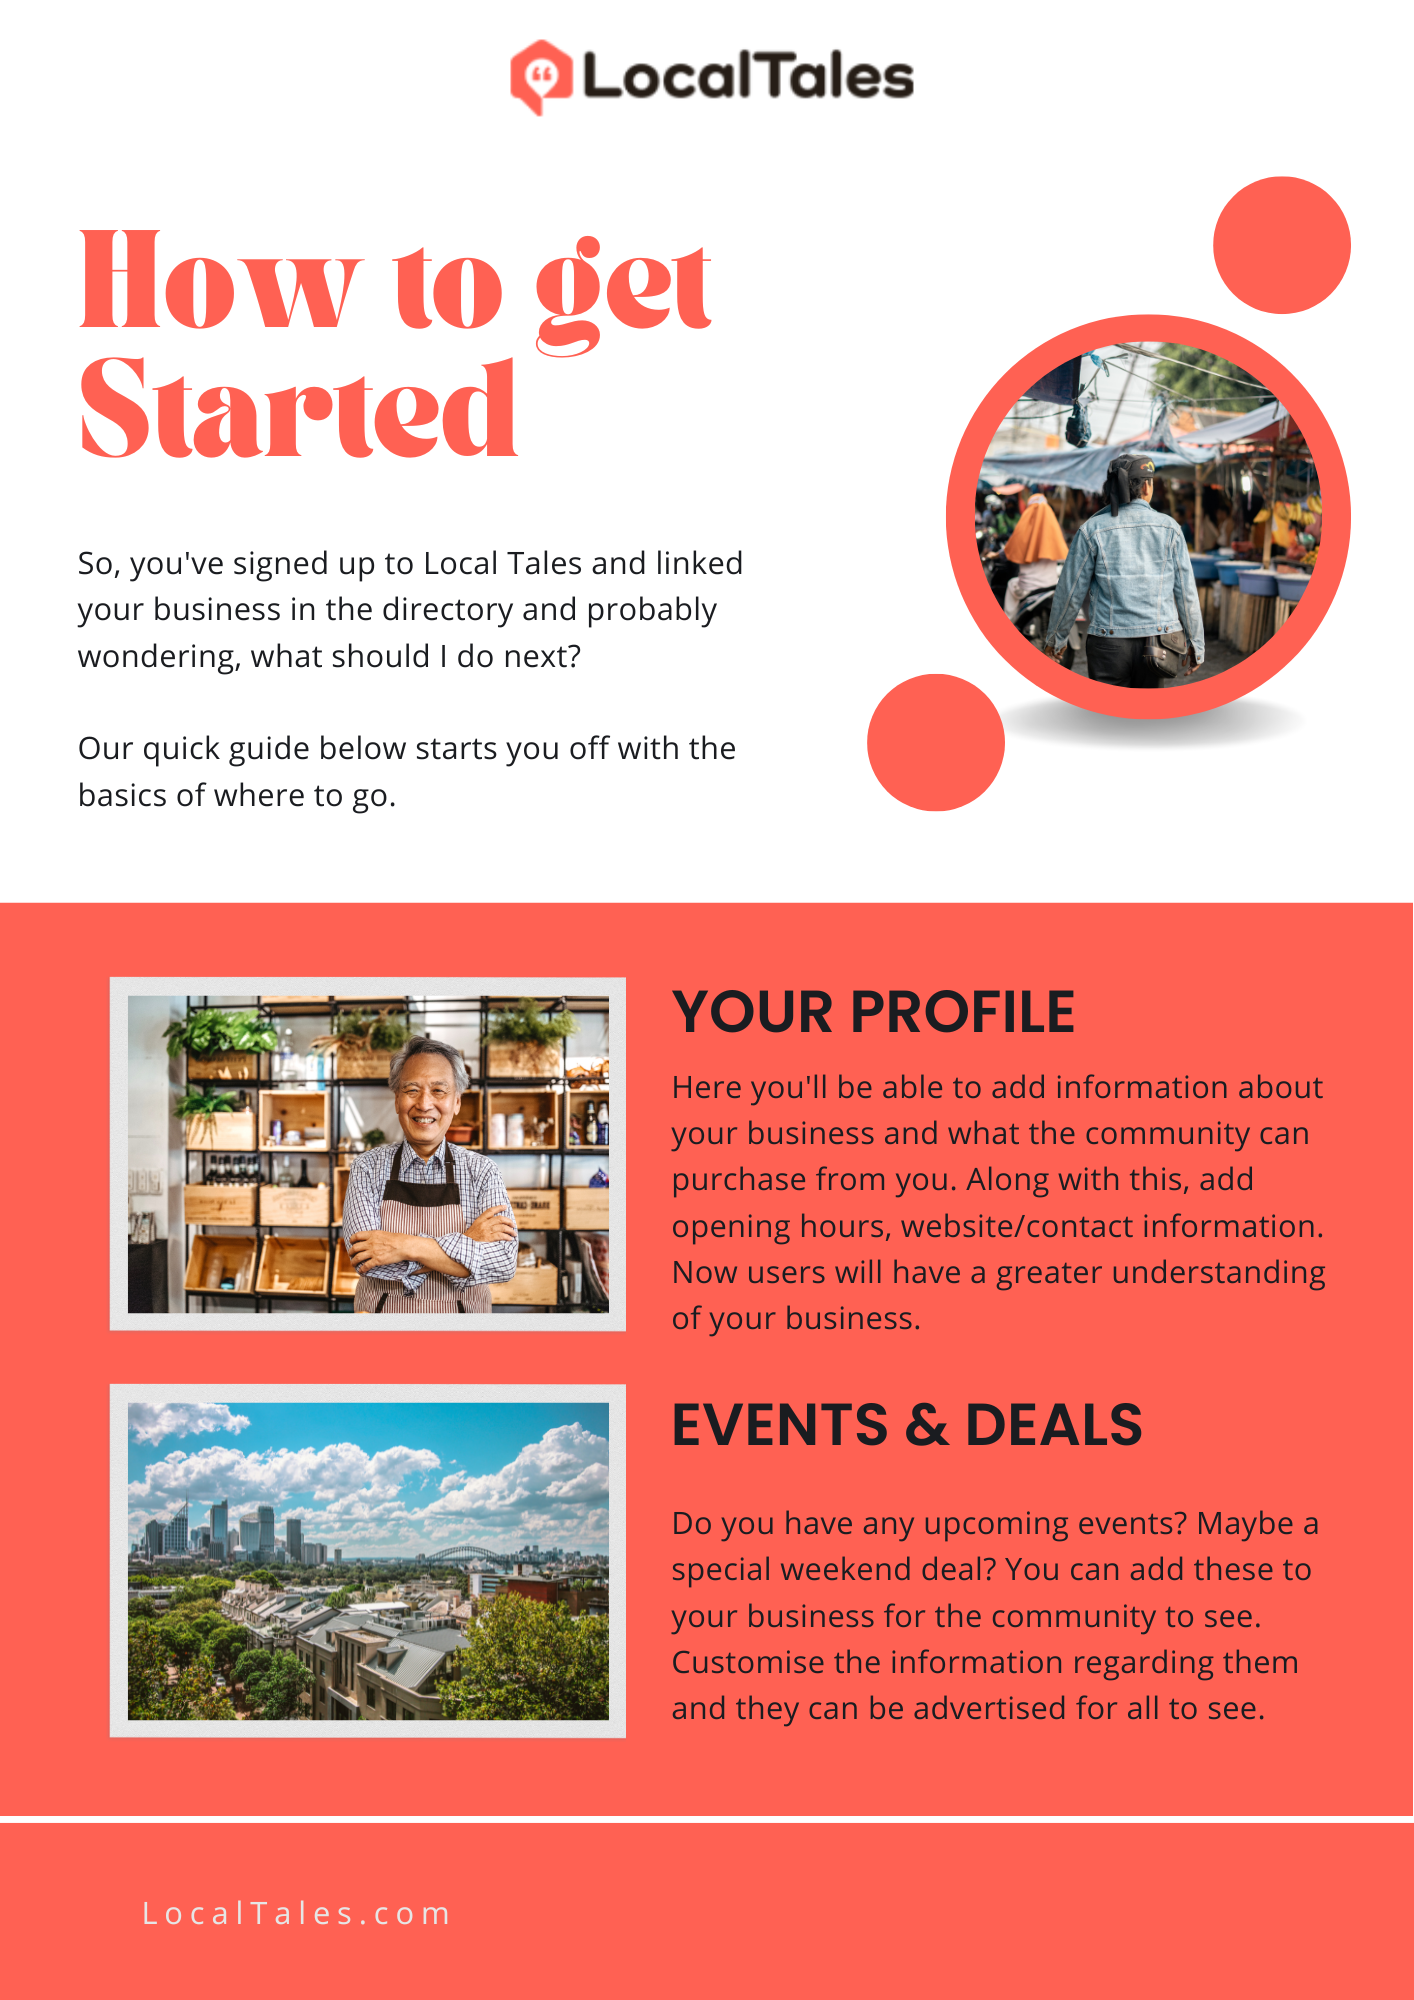 LocalTales
How to get
Started
So, you've signed up to Local Tales and linked
your business in the directory and probably
wondering, what should I do next?
Our quick guide below starts you off with the
basics of where to go.
YOUR PROFILE
Here you'll be able to add information about
your business and what the community can
purchase from you. Along with this, add
opening hours, website/contact information.
Now users will have a greater understanding
of your business.
EVENTS & DEALS
Do you have any upcoming events? Maybe a
special weekend deal? You can add these to
your business for the community to see.
Customise the information regarding them
and they can be advertised for all to see.
LocalTales.com